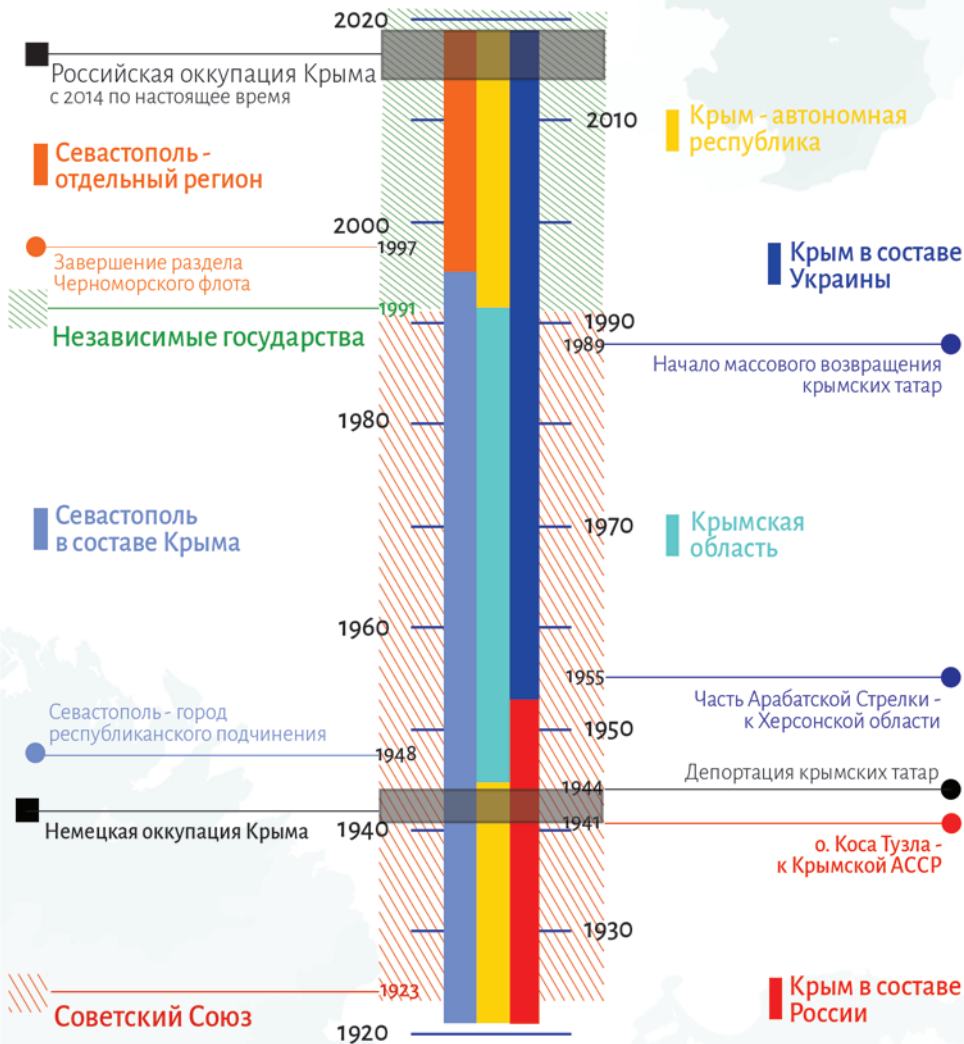 2020
Российская оккупация Крыма
с 2014 по настоящее время
2010
Крым - автономная
республика
Севастополь -
отдельный регион
2000
1997
Завершение раздела
Черноморского флота
Крым в составе
Украины
1991
Независимые государства
1990
1989
Начало массового возвращения
крымских татар
1980
Севастополь
в составе Крыма
1970
Крымская
область
1960
1955
Часть Арабатской Стрелки -
к Херсонской области
Севастополь - город
республиканского подчинения
1950
1948
Депортация крымских татар
1944
Немецкая оккупация Крыма
1941
1940
о. Коса Тузла -
к Крымской АССР
1930
1923
Советский Союз
Крым в составе
России
1920